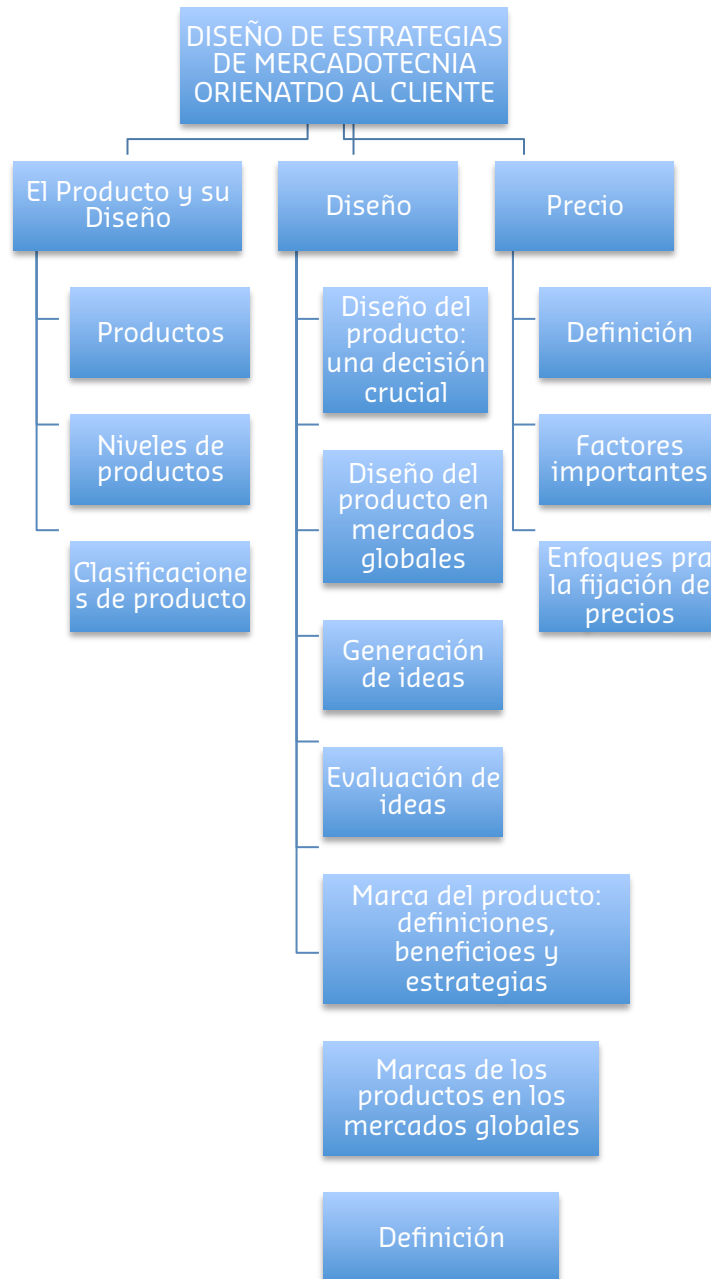 DISEÑO DE ESTRATEGIAS
DE MERCADOTECNIA
ORIENATDO AL CLIENTE
El Producto y su
Diseño
Productos
Niveles de
productos
Clasificacione
s de producto
Diseño
Diseño del
producto:
una decisión
crucial
Diseño del
producto en
mercados
globales
Generación
de ideas
Evaluación de
ideas
Marca del producto:
definiciones,
beneficioes y
estrategias
Marcas de los
productos en los
mercados globales
Definición
Precio
Definición
Factores
importantes
Enfoques pra
la fijación de
precios